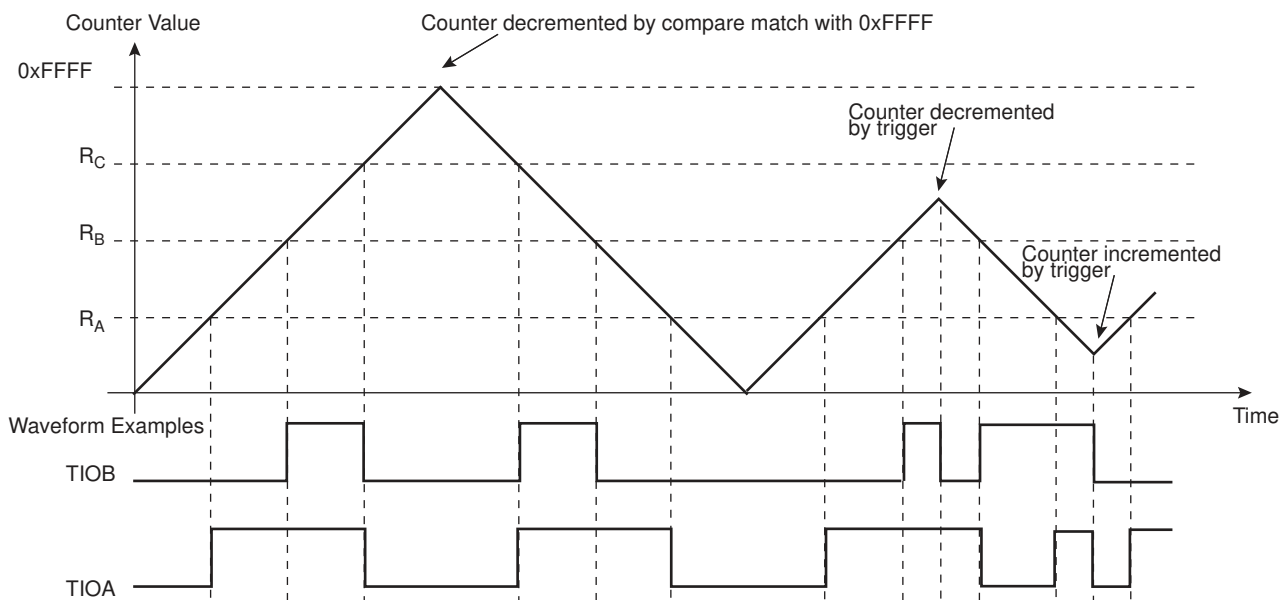 Counter Value
Counter decremented by compare match with 0xFFFF
0xFFFF
Counter decremented
by trigger
RC
RB
Counter incremented
by trigger
RA
Time
Waveform Examples
TIOB
TIOA